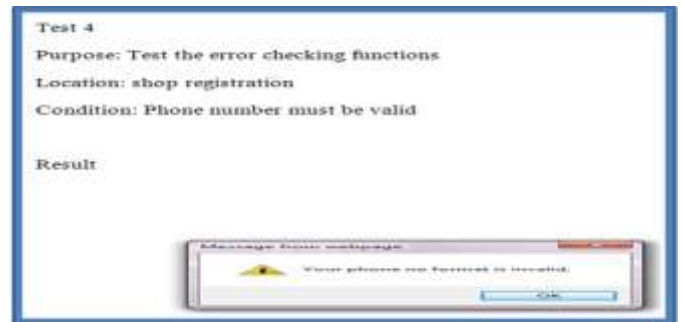 Test 4
Purpose: Test the error checking functions
Location: shop registration
Condition: Phone number must be valid
Result
Message from webpage
Your phone no format is invalid.
OK